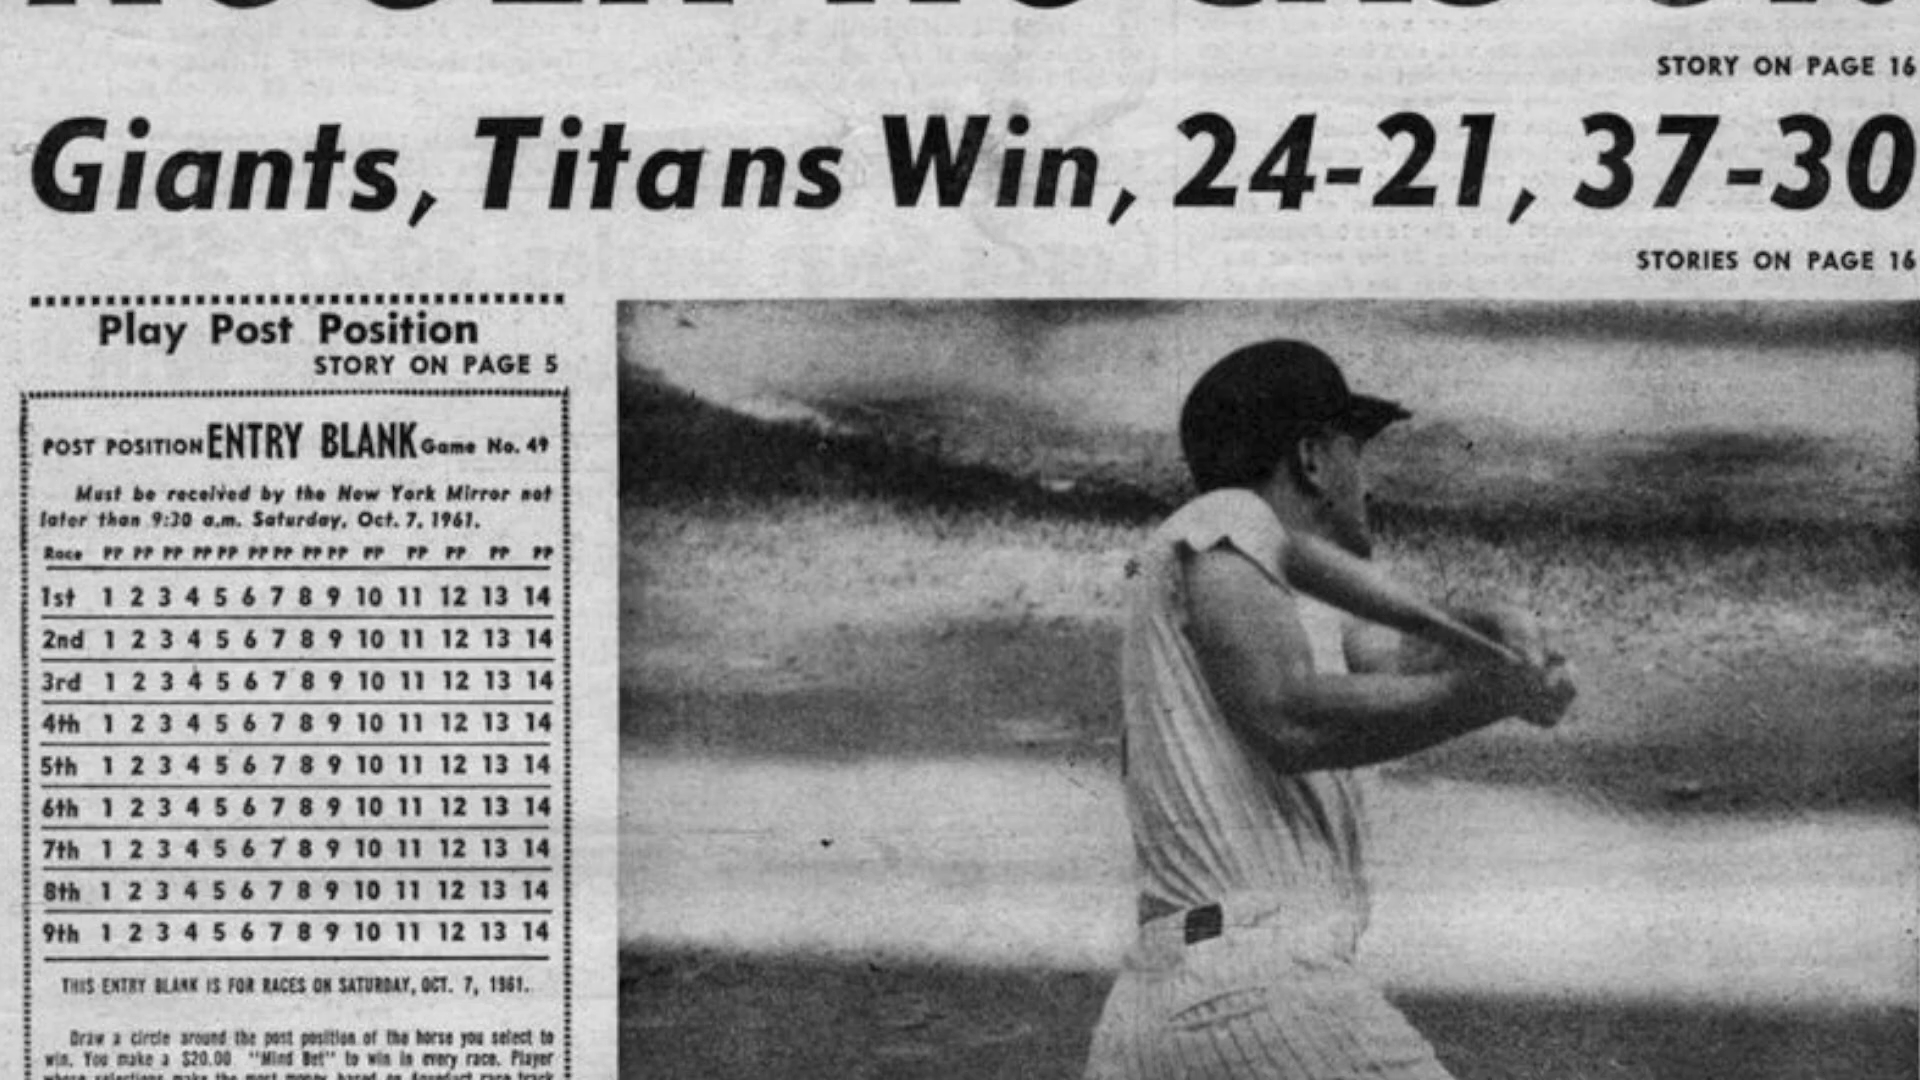 STORY ON PAGE 16
Giants, Titans Win, 24-21, 37-30
STORIES ON PAGE 16
Play Post Position
STORY ON PAGE 5
POST POSITION ENTRY BLANK Game No. 49
Must be received by the New York Mirror not
later than 9:30 a.m. Saturday, Oct. 7, 1961.
Race PP PP PP PP PP PP PP PP PP PP PP PP PP PP
1st 1 2 3 4 5 6 7 8 9 10 11 12 13 14
2nd 1 2 3 4 5 6 7 8 9 10 11 12 13 14
3rd 1 2 3 4 5 6 7 8 9 10 11 12 13 14
4th 1 2 3 4 5 6 7 8 9 10 11 12 13 14
5th 1 2 3 4 5 6 7 8 9 10 11 12 13 14
6th 1 2 3 4 5 6 7 8 9 10 11 12 13 14
7th 1 2 3 4 5 6 7 8 9 10 11 12 13 14
8th 1 2 3 4 5 6 7 8 9 10 11 12 13 14
9th 1 2 3 4 5 6 7 8 9 10 11 12 13 14
THIS ENTRY BLANK IS FOR RACES ON SATURDAY, OCT. 7, 1961.
Draw a circle around the post position of the horse you select to
win. You make a $20.00 "Mind Bet" to win in every race. Player
whose selections make the most money based on Aqueduct race track